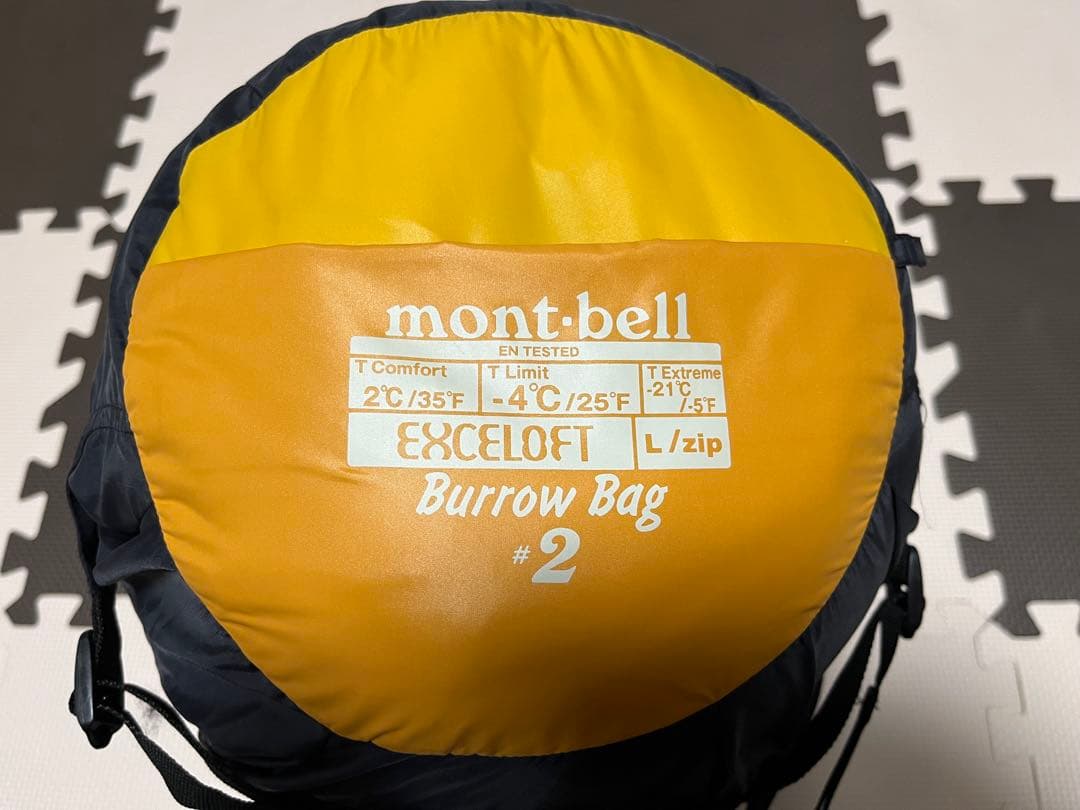 mont·bell
EN TESTED
T Comfort T Limit T Extreme
2℃/35°F -4℃/25°F -21℃/-5°F
EXCELOFT L/zip
Burrow Bag
#2